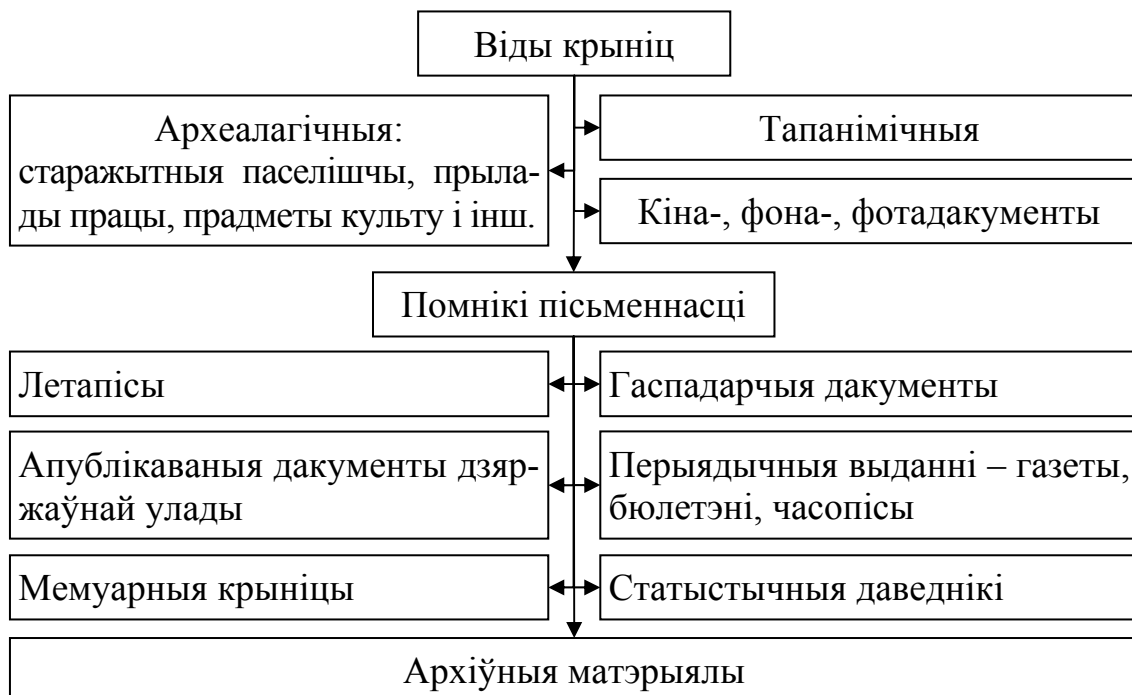 Віды крыніц
Археалагічныя:
старажытныя паселішчы, прыла-
ды працы, прадметы культу і інш.
Тапанімічныя
Кіна-, фона-, фотадакументы
Помнікі пісьменнасці
Летапісы
Гаспадарчыя дакументы
Апублікаваныя дакументы дзяр-
жаўнай улады
Перыядычныя выданні – газеты,
бюлетэні, часопісы
Мемуарныя крыніцы
Статыстычныя даведнікі
Архіўныя матэрыялы